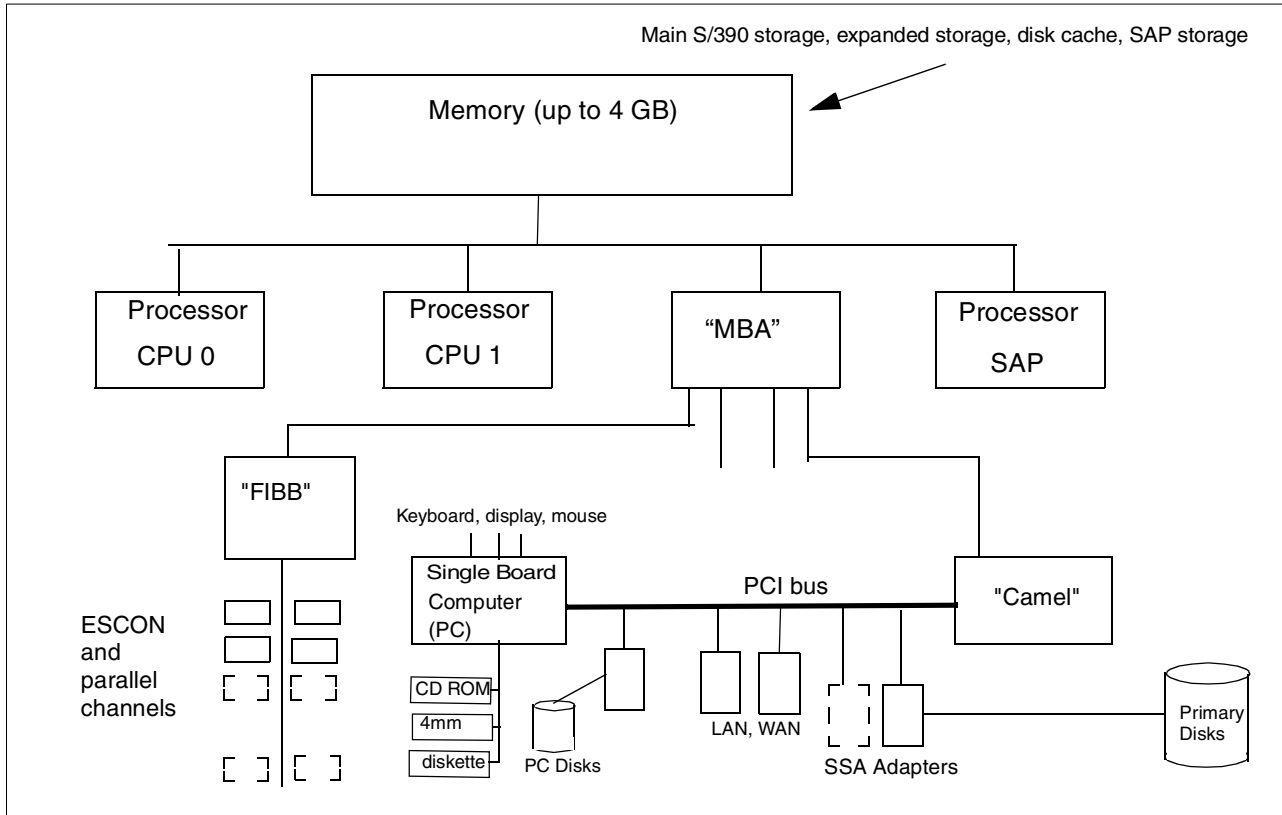 Main S/390 storage, expanded storage, disk cache, SAP storage
Memory (up to 4 GB)
Processor
CPU 0
Processor
CPU 1
“MBA”
Processor
SAP
"FIBB"
Keyboard, display, mouse
Single Board
Computer
(PC)
PCI bus
"Camel"
ESCON
and
parallel
channels
CD ROM
4mm
diskette
PC Disks
LAN, WAN
SSA Adapters
Primary
Disks